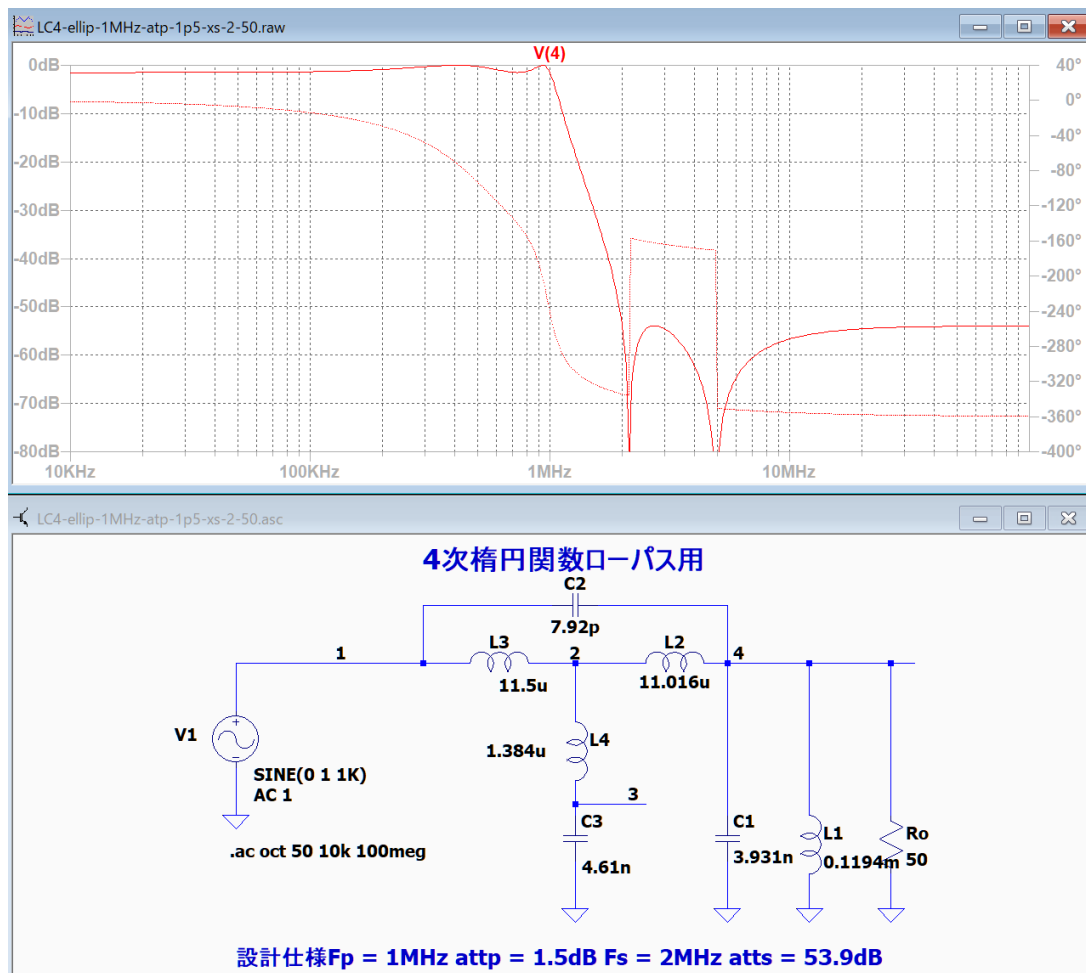 LC4-ellip-1MHz-atp-1p5-xs-2-50.raw
V(4)
0dB
-10dB
-20dB
-30dB
-40dB
-50dB
-60dB
-70dB
-80dB
40°
0°
-40°
-80°
-120°
-160°
-200°
-240°
-280°
-320°
-360°
-400°
10KHz
100KHz
1MHz
10MHz
LC4-ellip-1MHz-atp-1p5-xs-2-50.asc
4次楕円関数ローパス用
C2
7.92p
1
L3
11.5u
2
L2
11.016u
4
V1
SINE(0 1 1K)
AC 1
1.384u
L4
3
C3
4.61n
C1
3.931n
L1
0.1194m
Ro
50
.ac oct 50 10k 100meg
設計仕様Fp = 1MHz attp = 1.5dB Fs = 2MHz atts = 53.9dB